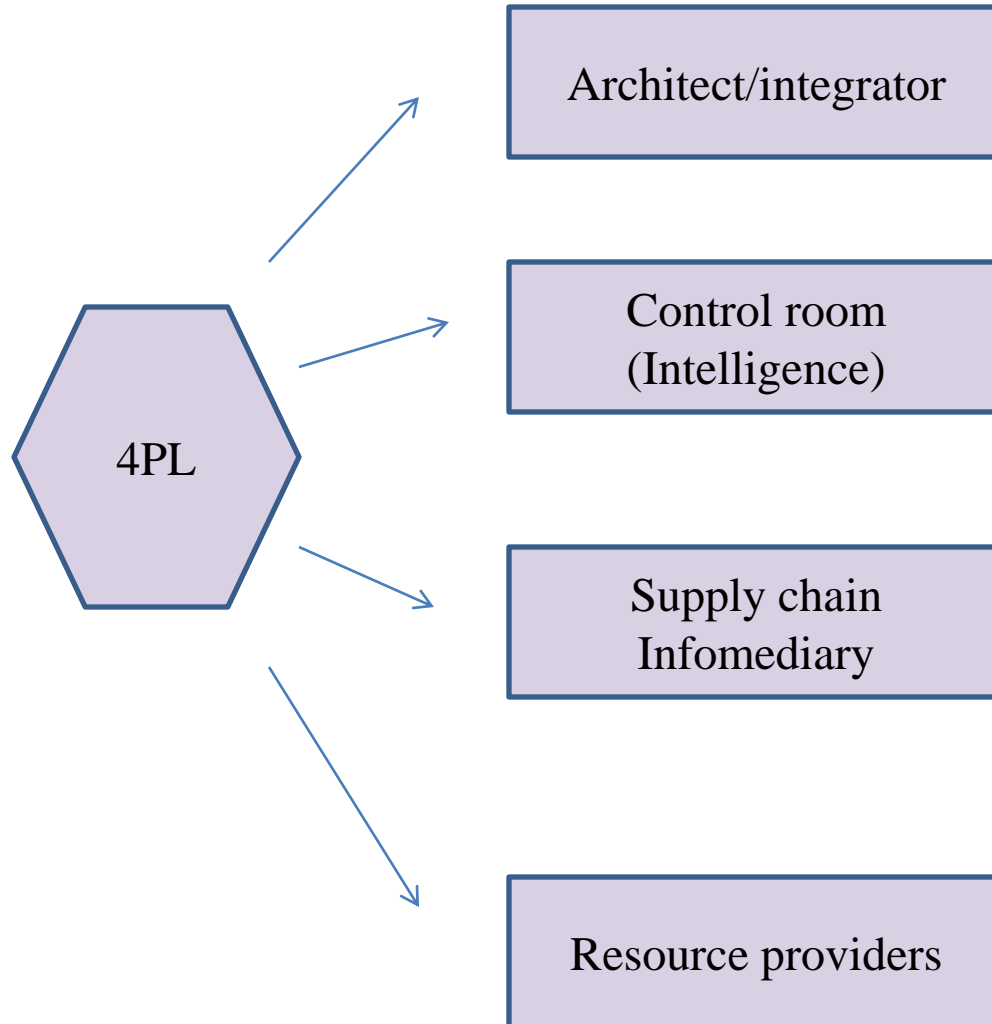 Architect/integrator
Control room
(Intelligence)
4PL
Supply chain
Infomediary
Resource providers